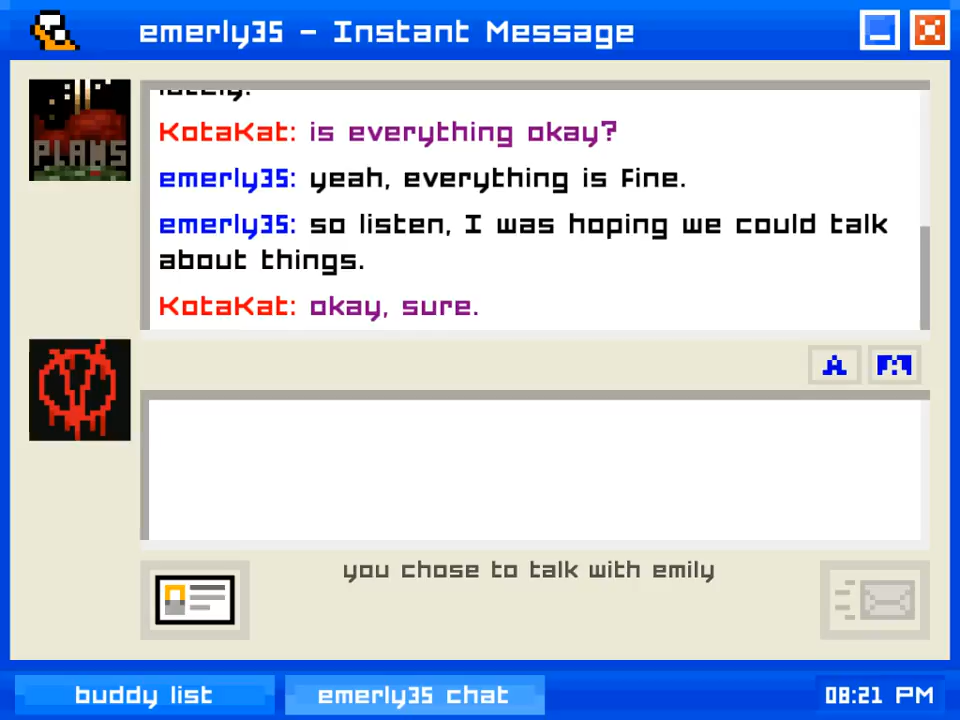 emerly35 - Instant Message
PLANS
lately.
KotaKat: is everything okay?
emerly35: yeah, everything is fine.
emerly35: so listen, I was hoping we could talk
about things.
KotaKat: okay, sure.
A
you chose to talk with emily
buddy list
emerly35 chat
08:21 PM